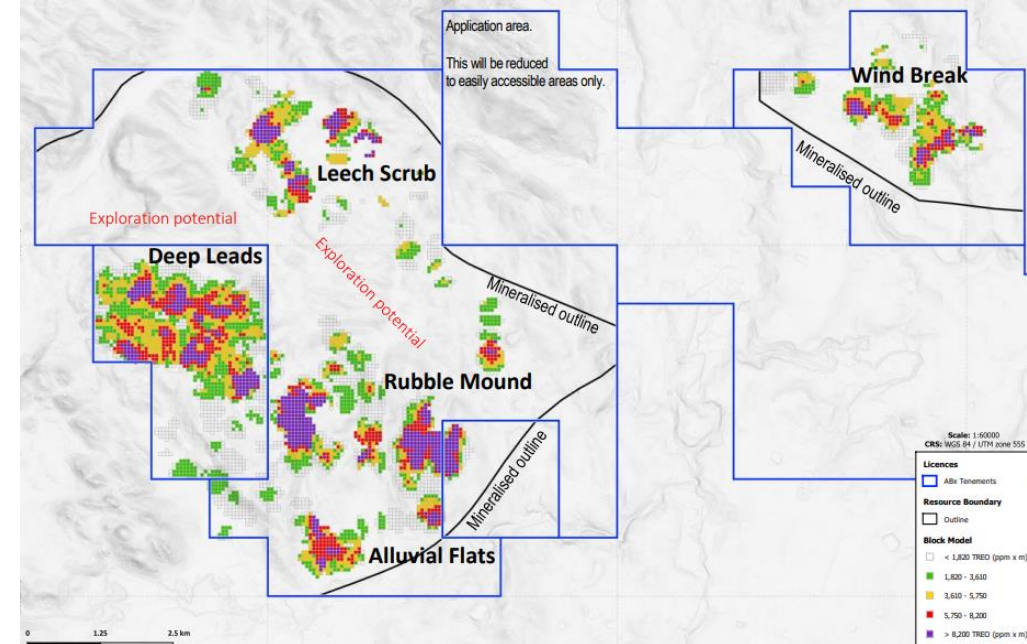 Application area.
This will be reduced
to easily accessible areas only.
Wind Break
Mineralised outline
Leech Scrub
Exploration potential
Exploration potential
Deep Leads
Mineralised outline
Rubble Mound
Mineralised outline
Alluvial Flats
0 1.25 2.5 km
Scale: 1:60000
CRS: WGS 84 / UTM zone 55S
Licences
ABx Tenements
Resource Boundary
Outline
Block Model
< 1,820 TREO (ppm x m)
1,820 - 3,610
3,610 - 5,750
5,750 - 8,200
> 8,200 TREO (ppm x m)